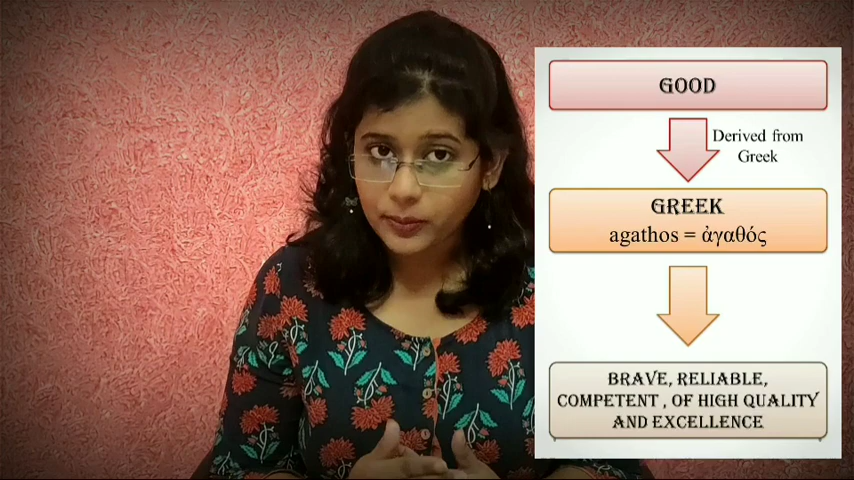 GOOD
Derived from
Greek
GREEK
agathos = ἀγαθός
BRAVE, RELIABLE,
COMPETENT , OF HIGH QUALITY
AND EXCELLENCE